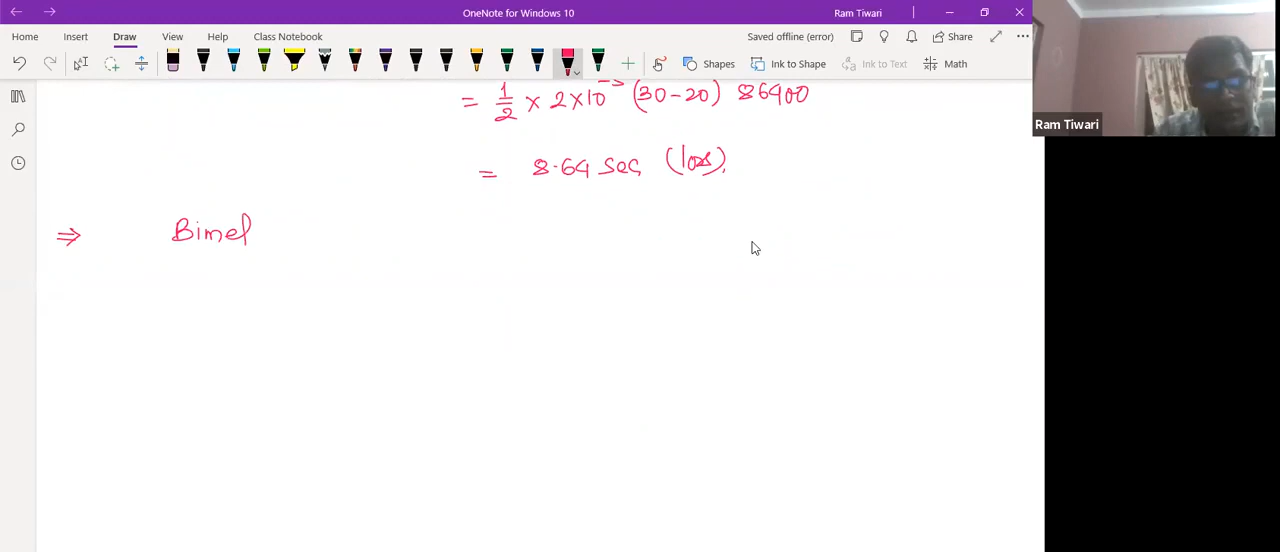 OneNote for Windows 10
Ram Tiwari
Home Insert Draw View Help Class Notebook
Saved offline (error) Share
Shapes Ink to Shape Ink to Text Math
= 1/2 × 2×10⁻⁵ (30-20) 86400
= 8.64 sec (loss).
⇒ Bimel
Ram Tiwari